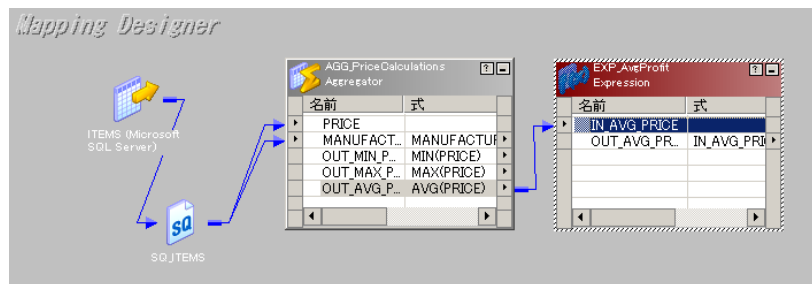 Mapping Designer
ITEMS (Microsoft
SQL Server)
SQ
SQ_ITEMS
AGG_PriceCalculations
Aggregator
名前 式
PRICE
MANUFACT... MANUFACTUR
OUT_MIN_P... MIN(PRICE)
OUT_MAX_P... MAX(PRICE)
OUT_AVG_P... AVG(PRICE)
EXP_AvgProfit
Expression
名前 式
IN_AVG_PRICE
OUT_AVG_PR... IN_AVG_PRI